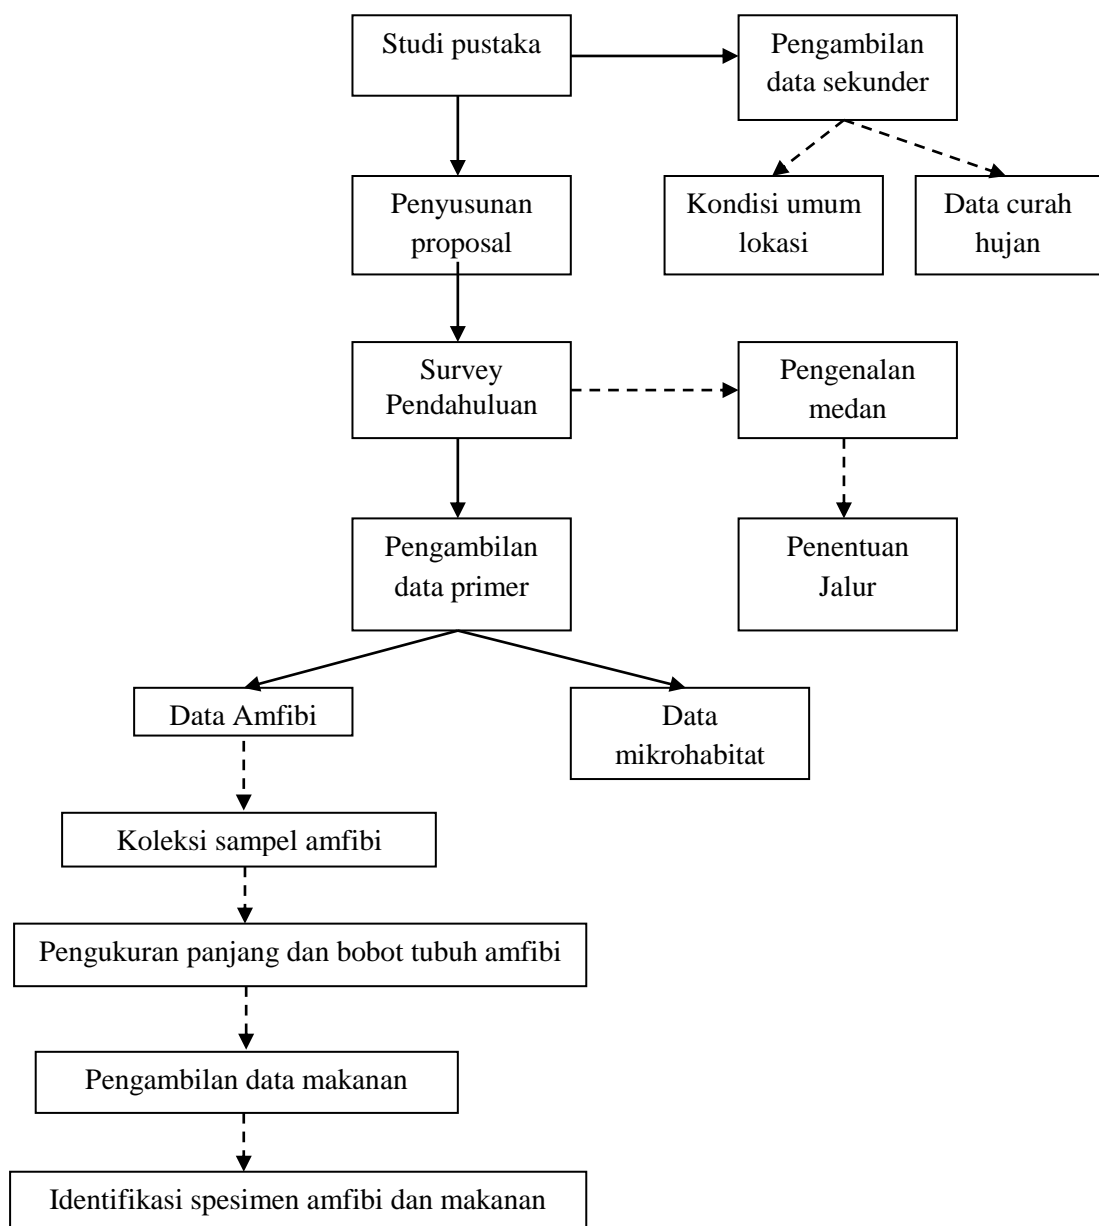 Studi pustaka
Pengambilan
data sekunder
Penyusunan
proposal
Kondisi umum
lokasi
Data curah
hujan
Survey
Pendahuluan
Pengenalan
medan
Pengambilan
data primer
Penentuan
Jalur
Data Amfibi
Data
mikrohabitat
Koleksi sampel amfibi
Pengukuran panjang dan bobot tubuh amfibi
Pengambilan data makanan
Identifikasi spesimen amfibi dan makanan